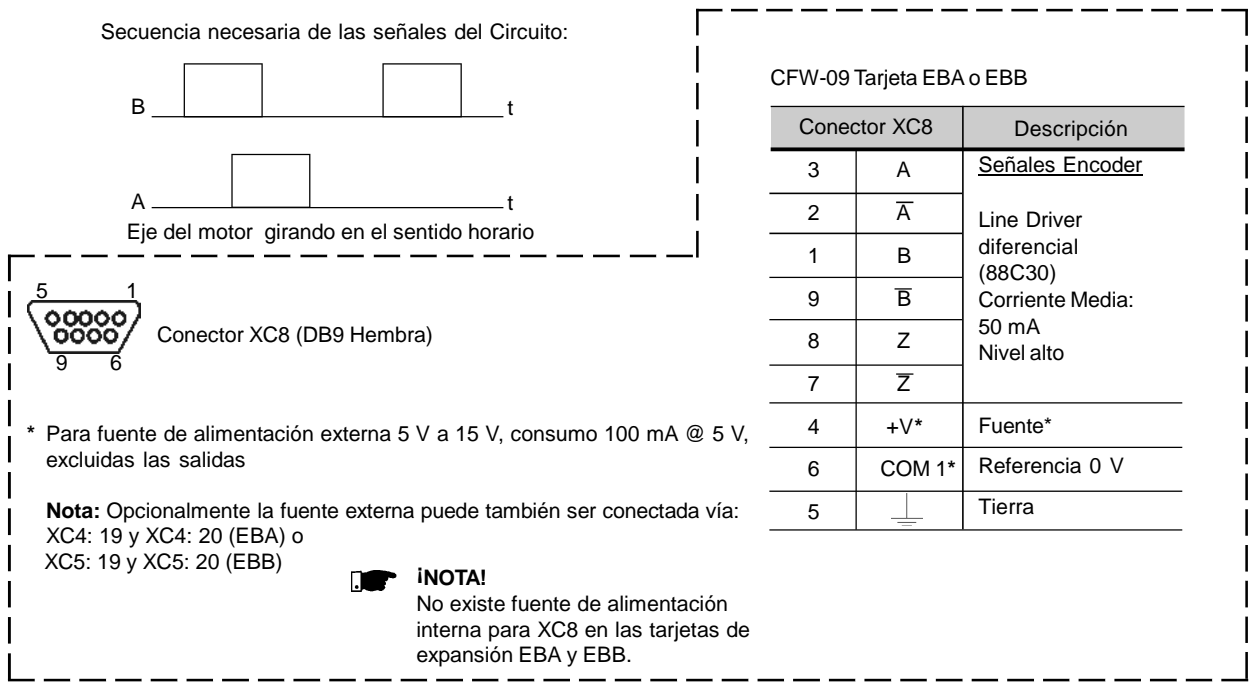 Secuencia necesaria de las señales del Circuito:
B
t
A
t
Eje del motor girando en el sentido horario
5 1
9 6
Conector XC8 (DB9 Hembra)
* Para fuente de alimentación externa 5 V a 15 V, consumo 100 mA @ 5 V,
excluidas las salidas
Nota: Opcionalmente la fuente externa puede también ser conectada vía:
XC4: 19 y XC4: 20 (EBA) o
XC5: 19 y XC5: 20 (EBB)
¡NOTA!
No existe fuente de alimentación
interna para XC8 en las tarjetas de
expansión EBA y EBB.
CFW-09 Tarjeta EBA o EBB
Conector XC8 Descripción
3 A Señales Encoder
2 A̅ Line Driver
diferencial
1 B (88C30)
9 B̅ Corriente Media:
8 Z 50 mA
Nivel alto
7 Z̅
4 +V* Fuente*
6 COM 1* Referencia 0 V
5 Tierra